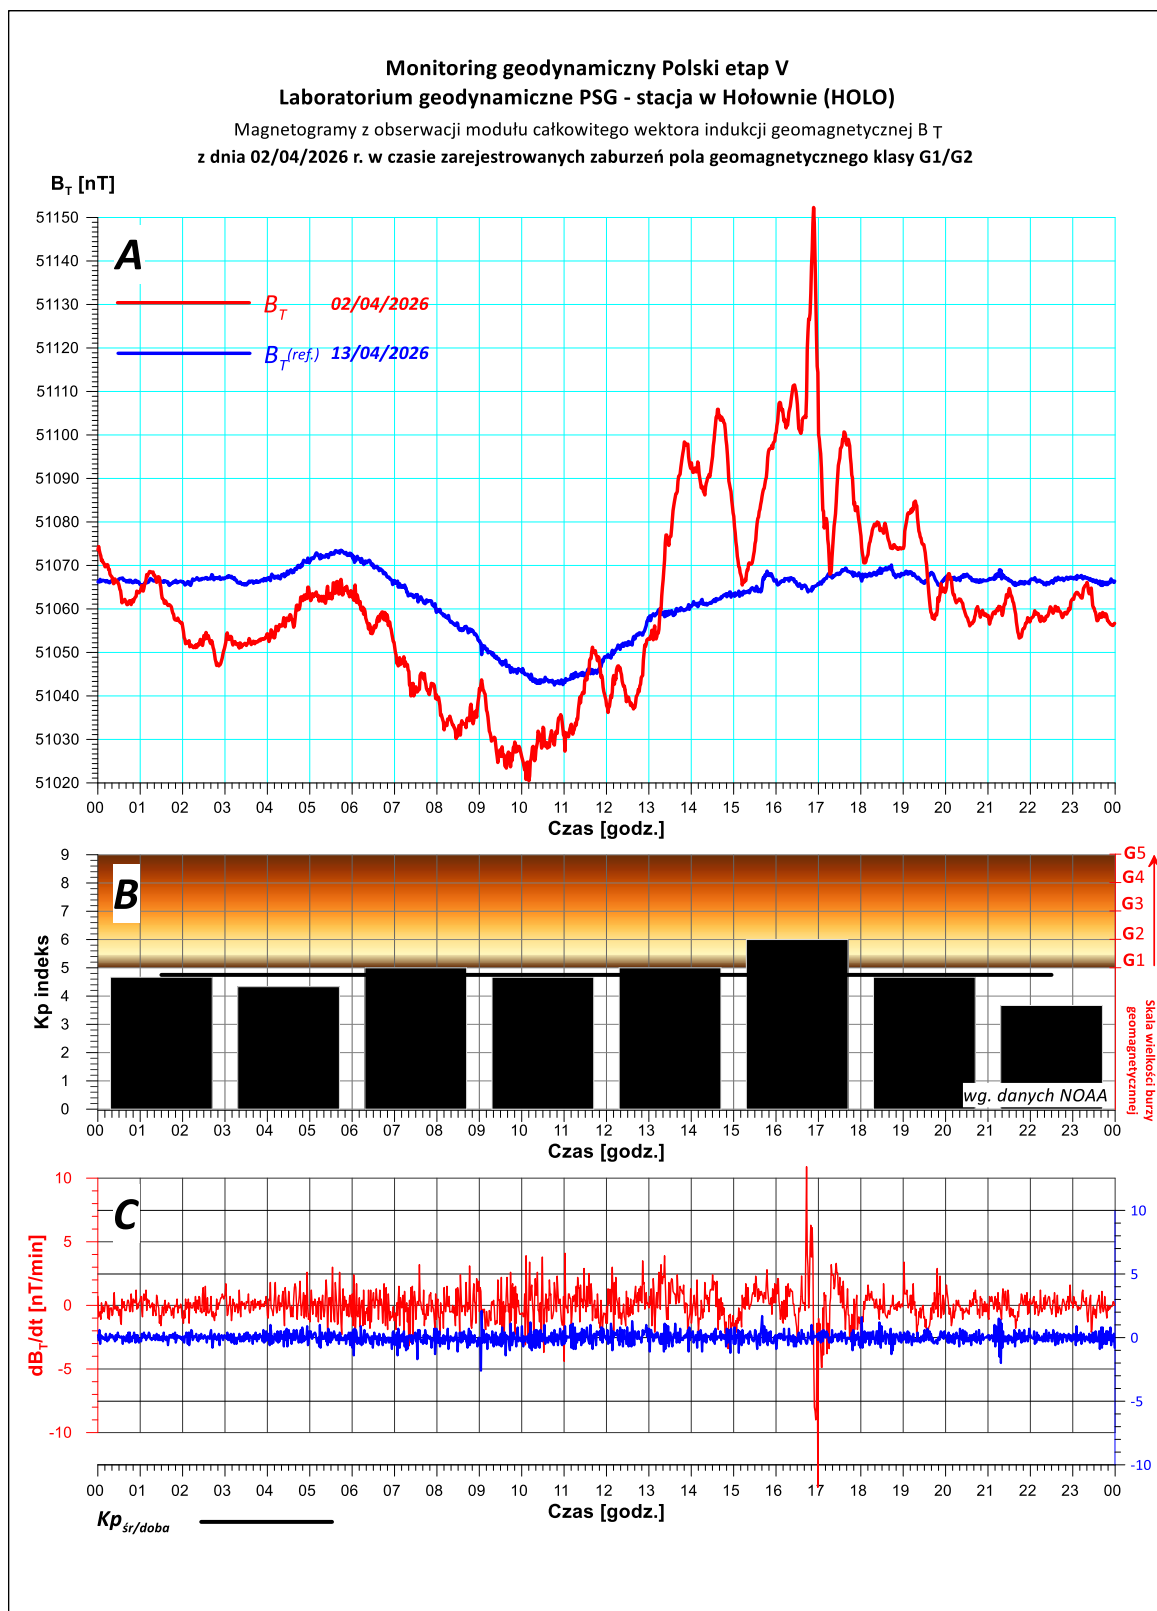 Monitoring geodynamiczny Polski etap V
Laboratorium geodynamiczne PSG - stacja w Hołownie (HOLO)
Magnetogramy z obserwacji modułu całkowitego wektora indukcji geomagnetycznej B T
z dnia 02/04/2026 r. w czasie zarejestrowanych zaburzeń pola geomagnetycznego klasy G1/G2
BT [nT]
51150
51140
51130
51120
51110
51100
51090
51080
51070
51060
51050
51040
51030
51020
A
BT 02/04/2026
BT(ref.) 13/04/2026
00 01 02 03 04 05 06 07 08 09 10 11 12 13 14 15 16 17 18 19 20 21 22 23 00
Czas [godz.]
Kp indeks
9
8
7
6
5
4
3
2
1
0
B
G5
G4
G3
G2
G1
Skala wielkości burzy
geomagnetycznnej
wg. danych NOAA
00 01 02 03 04 05 06 07 08 09 10 11 12 13 14 15 16 17 18 19 20 21 22 23 00
Czas [godz.]
dBT/dt [nT/min]
10
5
0
-5
-10
C
10
5
0
-5
-10
00 01 02 03 04 05 06 07 08 09 10 11 12 13 14 15 16 17 18 19 20 21 22 23 00
Czas [godz.]
Kpśr/doba